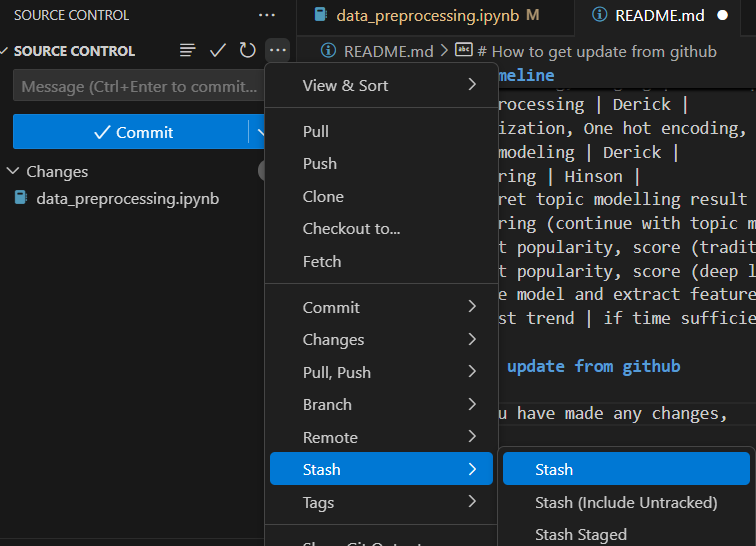 SOURCE CONTROL
SOURCE CONTROL
Message (Ctrl+Enter to commit...
Commit
Changes
data_preprocessing.ipynb
data_preprocessing.ipynb M
README.md
README.md > abc # How to get update from github
meline
rocessing | Derick |
ization, One hot encoding,
modeling | Derick |
ring | Hinson |
ret topic modelling result
ring (continue with topic m
t popularity, score (tradit
t popularity, score (deep l
e model and extract feature
st trend | if time sufficie
update from github
u have made any changes,
View & Sort
Pull
Push
Clone
Checkout to...
Fetch
Commit
Changes
Pull, Push
Branch
Remote
Stash
Tags
Stash
Stash (Include Untracked)
Stash Staged